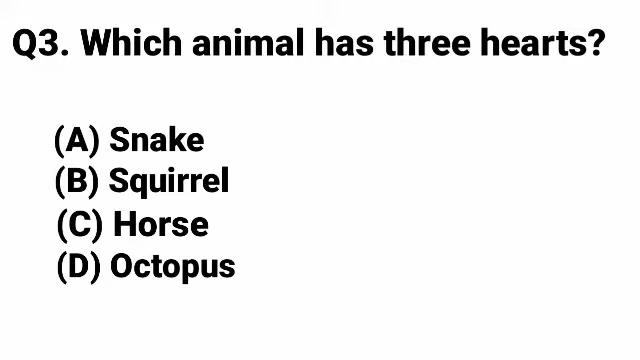 Q3. Which animal has three hearts?
(A) Snake
(B) Squirrel
(C) Horse
(D) Octopus